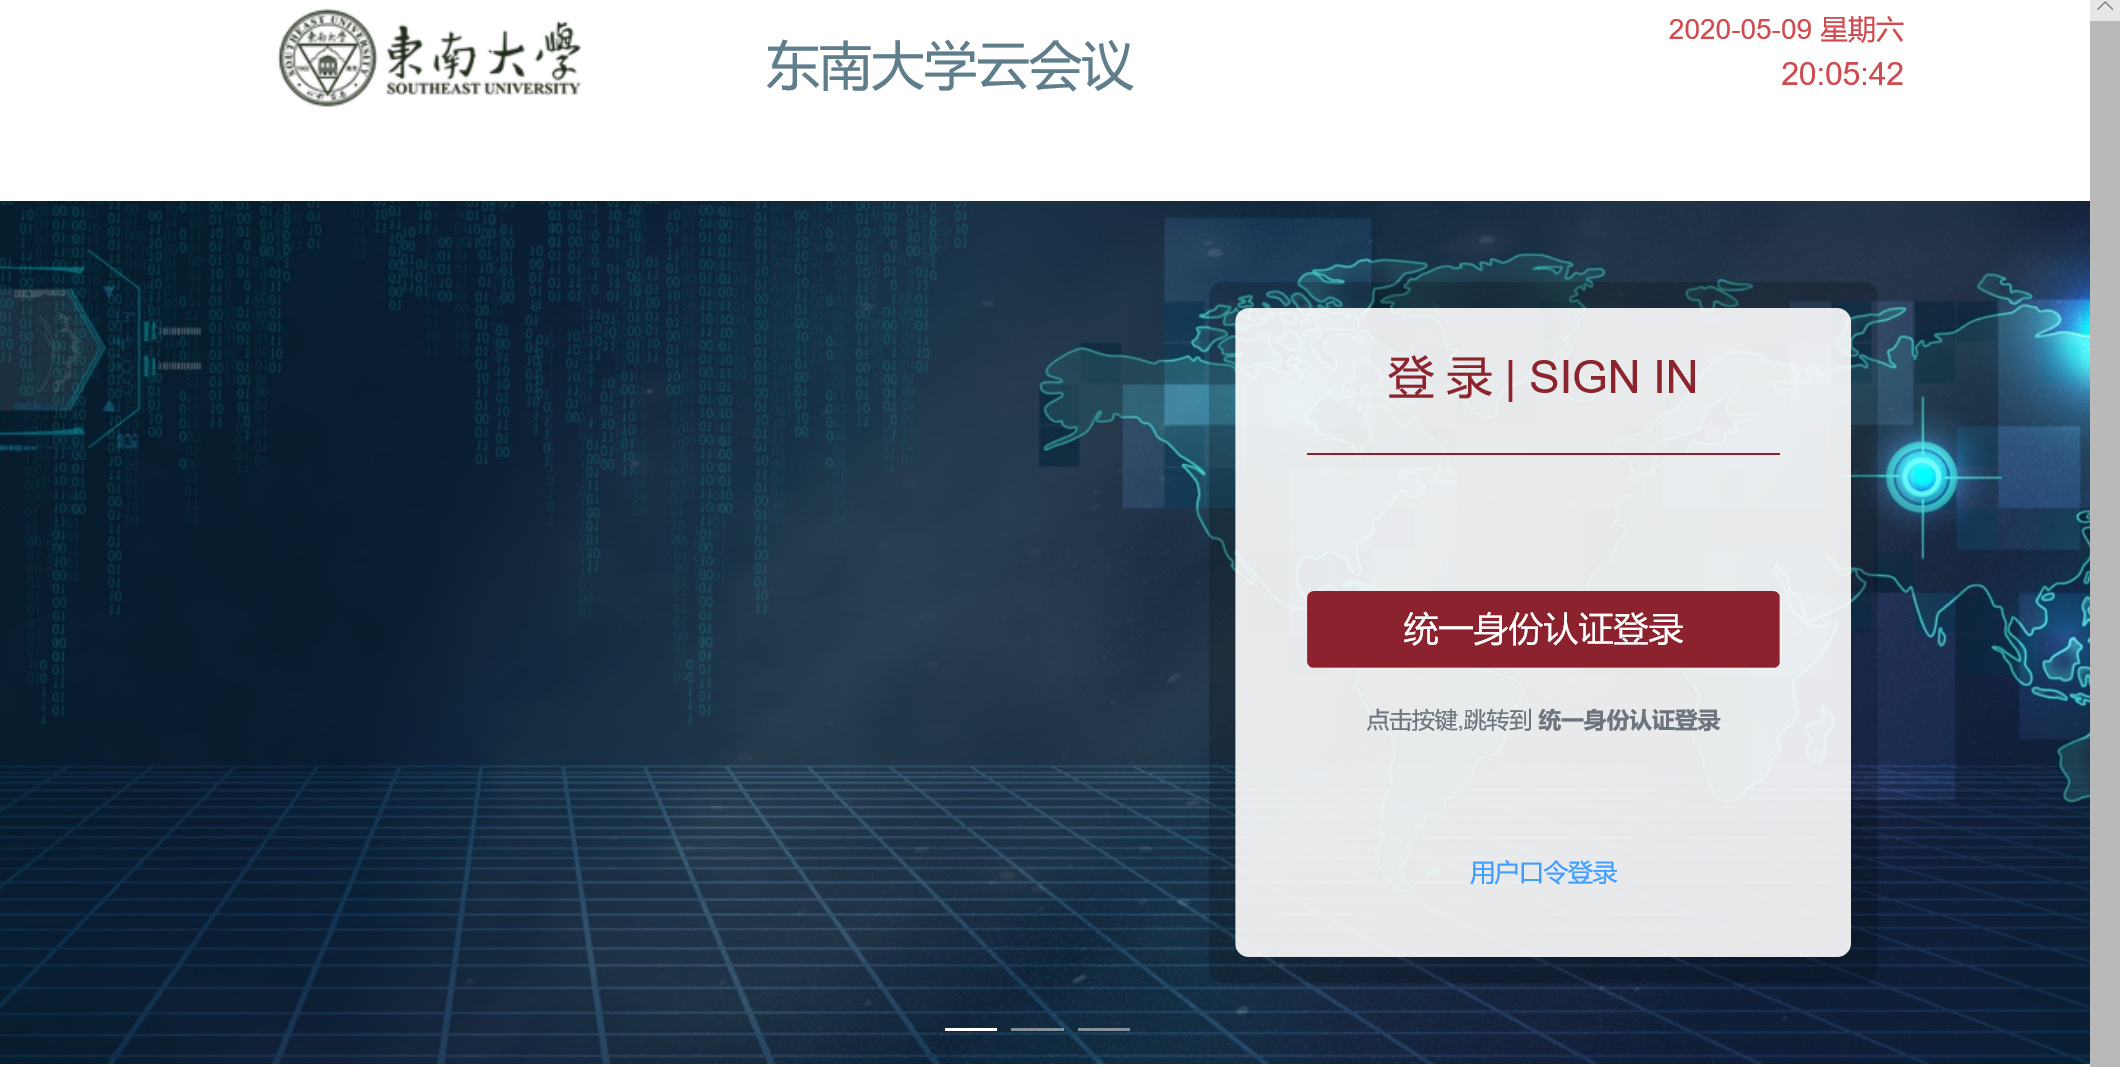 東南大學
SOUTHEAST UNIVERSITY
东南大学云会议
2020-05-09 星期六
20:05:42
登 录 | SIGN IN
统一身份认证登录
点击按键,跳转到 统一身份认证登录
用户口令登录